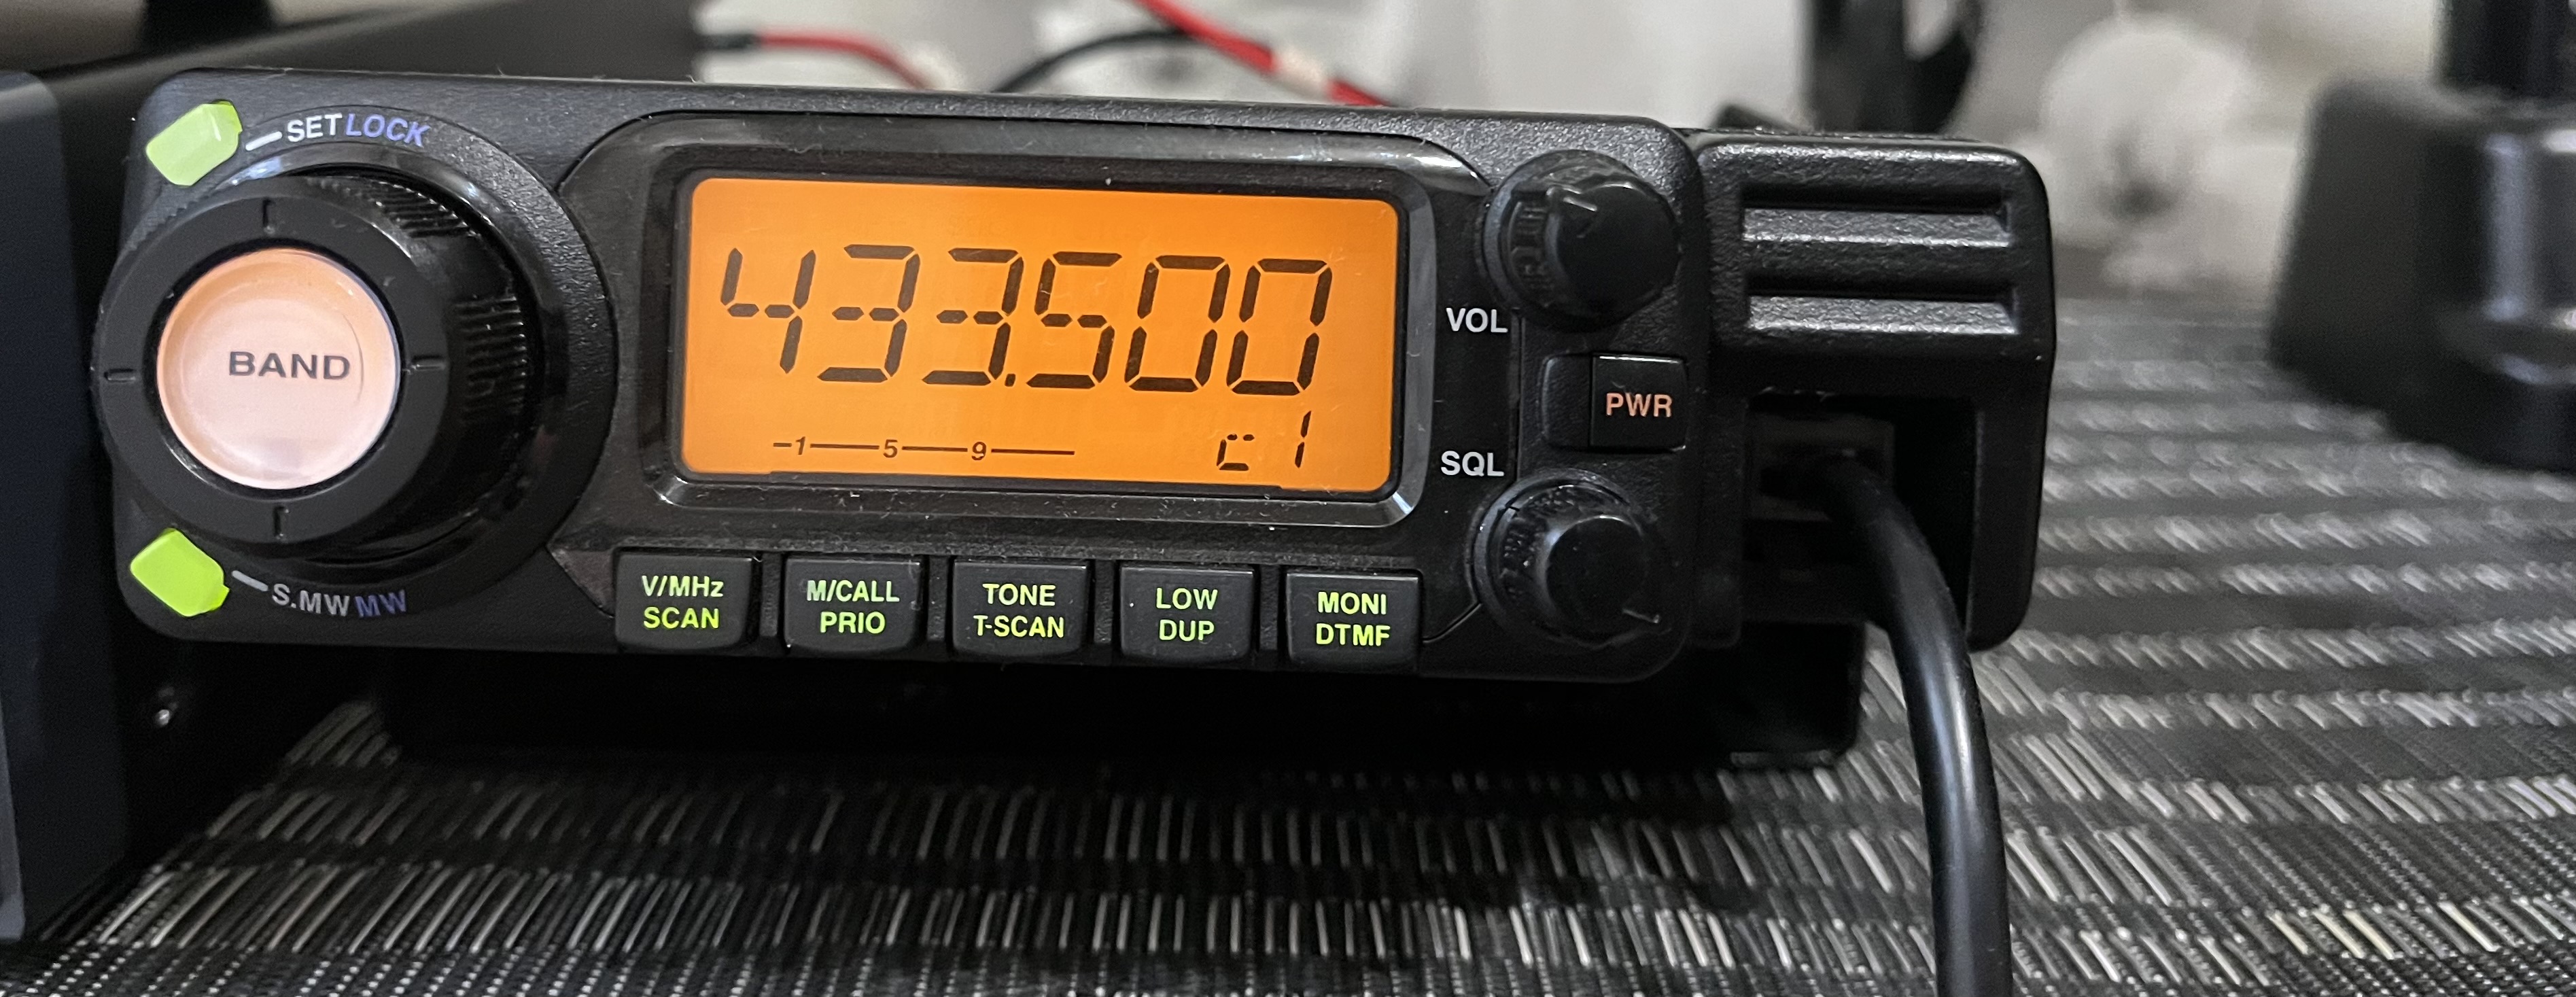 SET LOCK
BAND
S.MW MW
433.500
1 5 9
c1
VOL
PWR
SQL
V/MHz
SCAN
M/CALL
PRIO
TONE
T-SCAN
LOW
DUP
MONI
DTMF